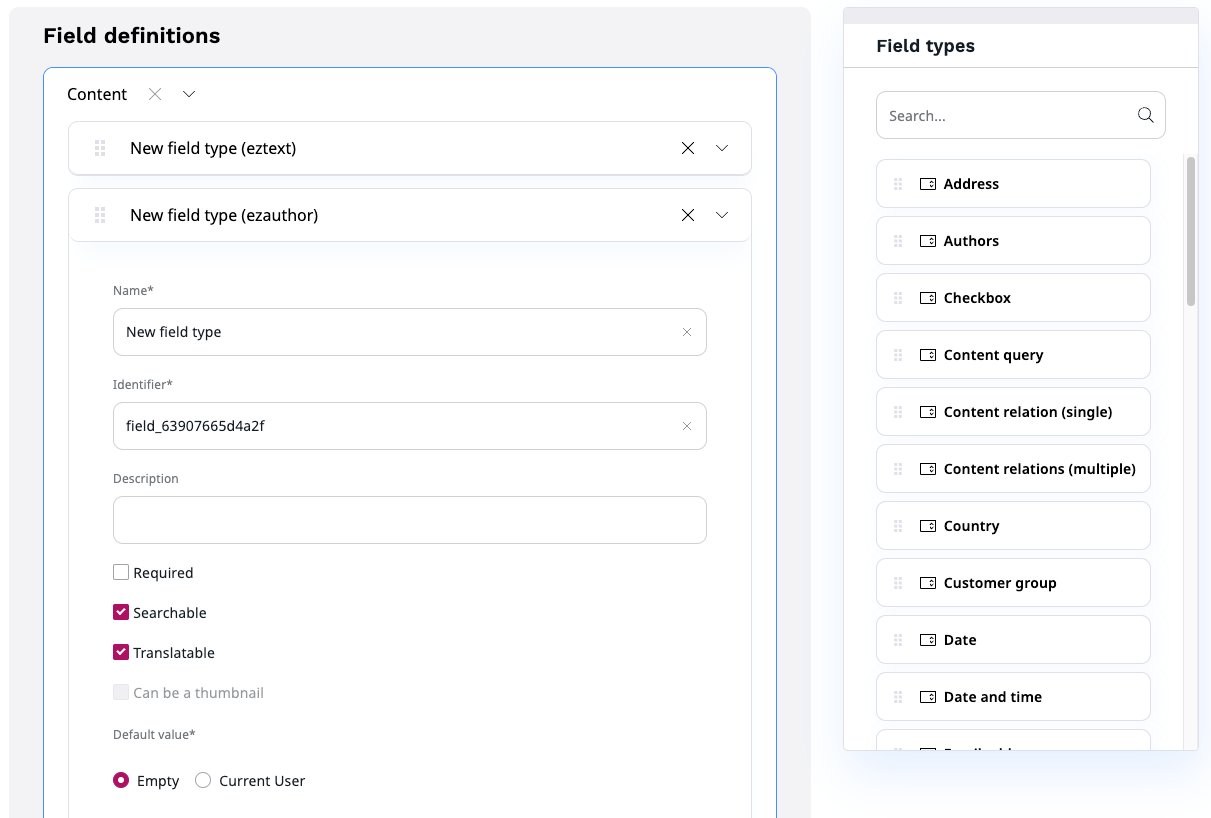 Field definitions
Content
New field type (eztext)
New field type (ezauthor)
Name*
New field type
Identifier*
field_63907665d4a2f
Description
Required
Searchable
Translatable
Can be a thumbnail
Default value*
Empty Current User
Field types
Search...
Address
Authors
Checkbox
Content query
Content relation (single)
Content relations (multiple)
Country
Customer group
Date
Date and time